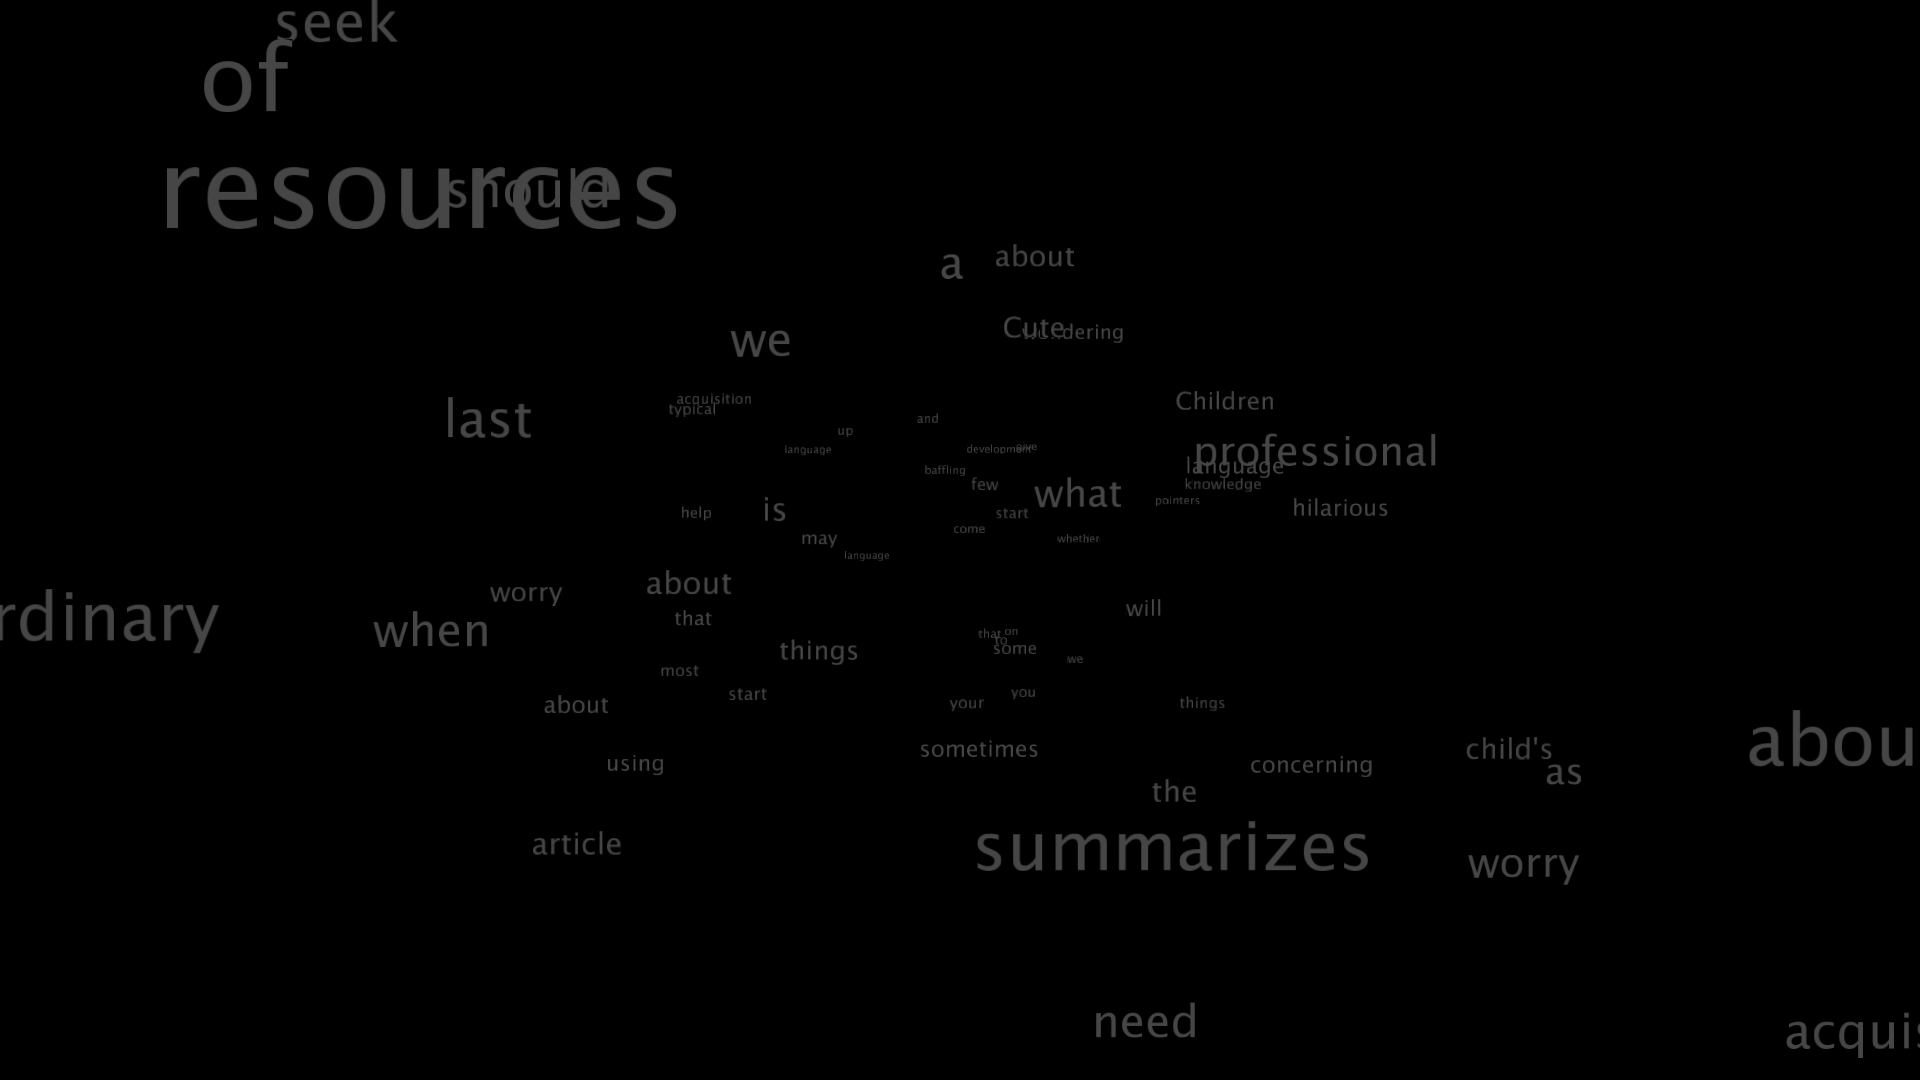 seek
of
resources
should
a
about
we
Cute
Children
acquisition
typical
last
and
up
professional
give
development
language
language
baffling
few
knowledge
what
pointers
hilarious
is
help
start
come
may
whether
language
about
worry
will
rdinary
when
that
on
that
to
some
things
we
most
you
start
your
things
about
abou
sometimes
child's
using
concerning
as
the
article
summarizes
worry
need
acquis